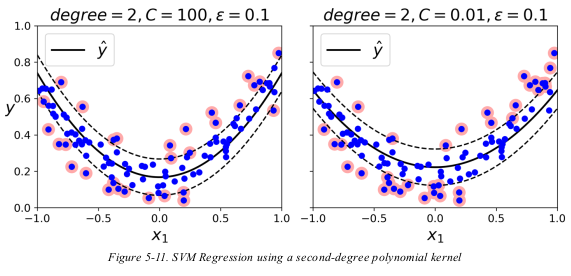 degree = 2, C = 100, ε = 0.1
degree = 2, C = 0.01, ε = 0.1
1.0
0.8
0.6
0.4
0.2
0.0
y
ŷ
ŷ
−1.0 −0.5 0.0 0.5 1.0
−1.0 −0.5 0.0 0.5 1.0
x₁
x₁
Figure 5-11. SVM Regression using a second-degree polynomial kernel